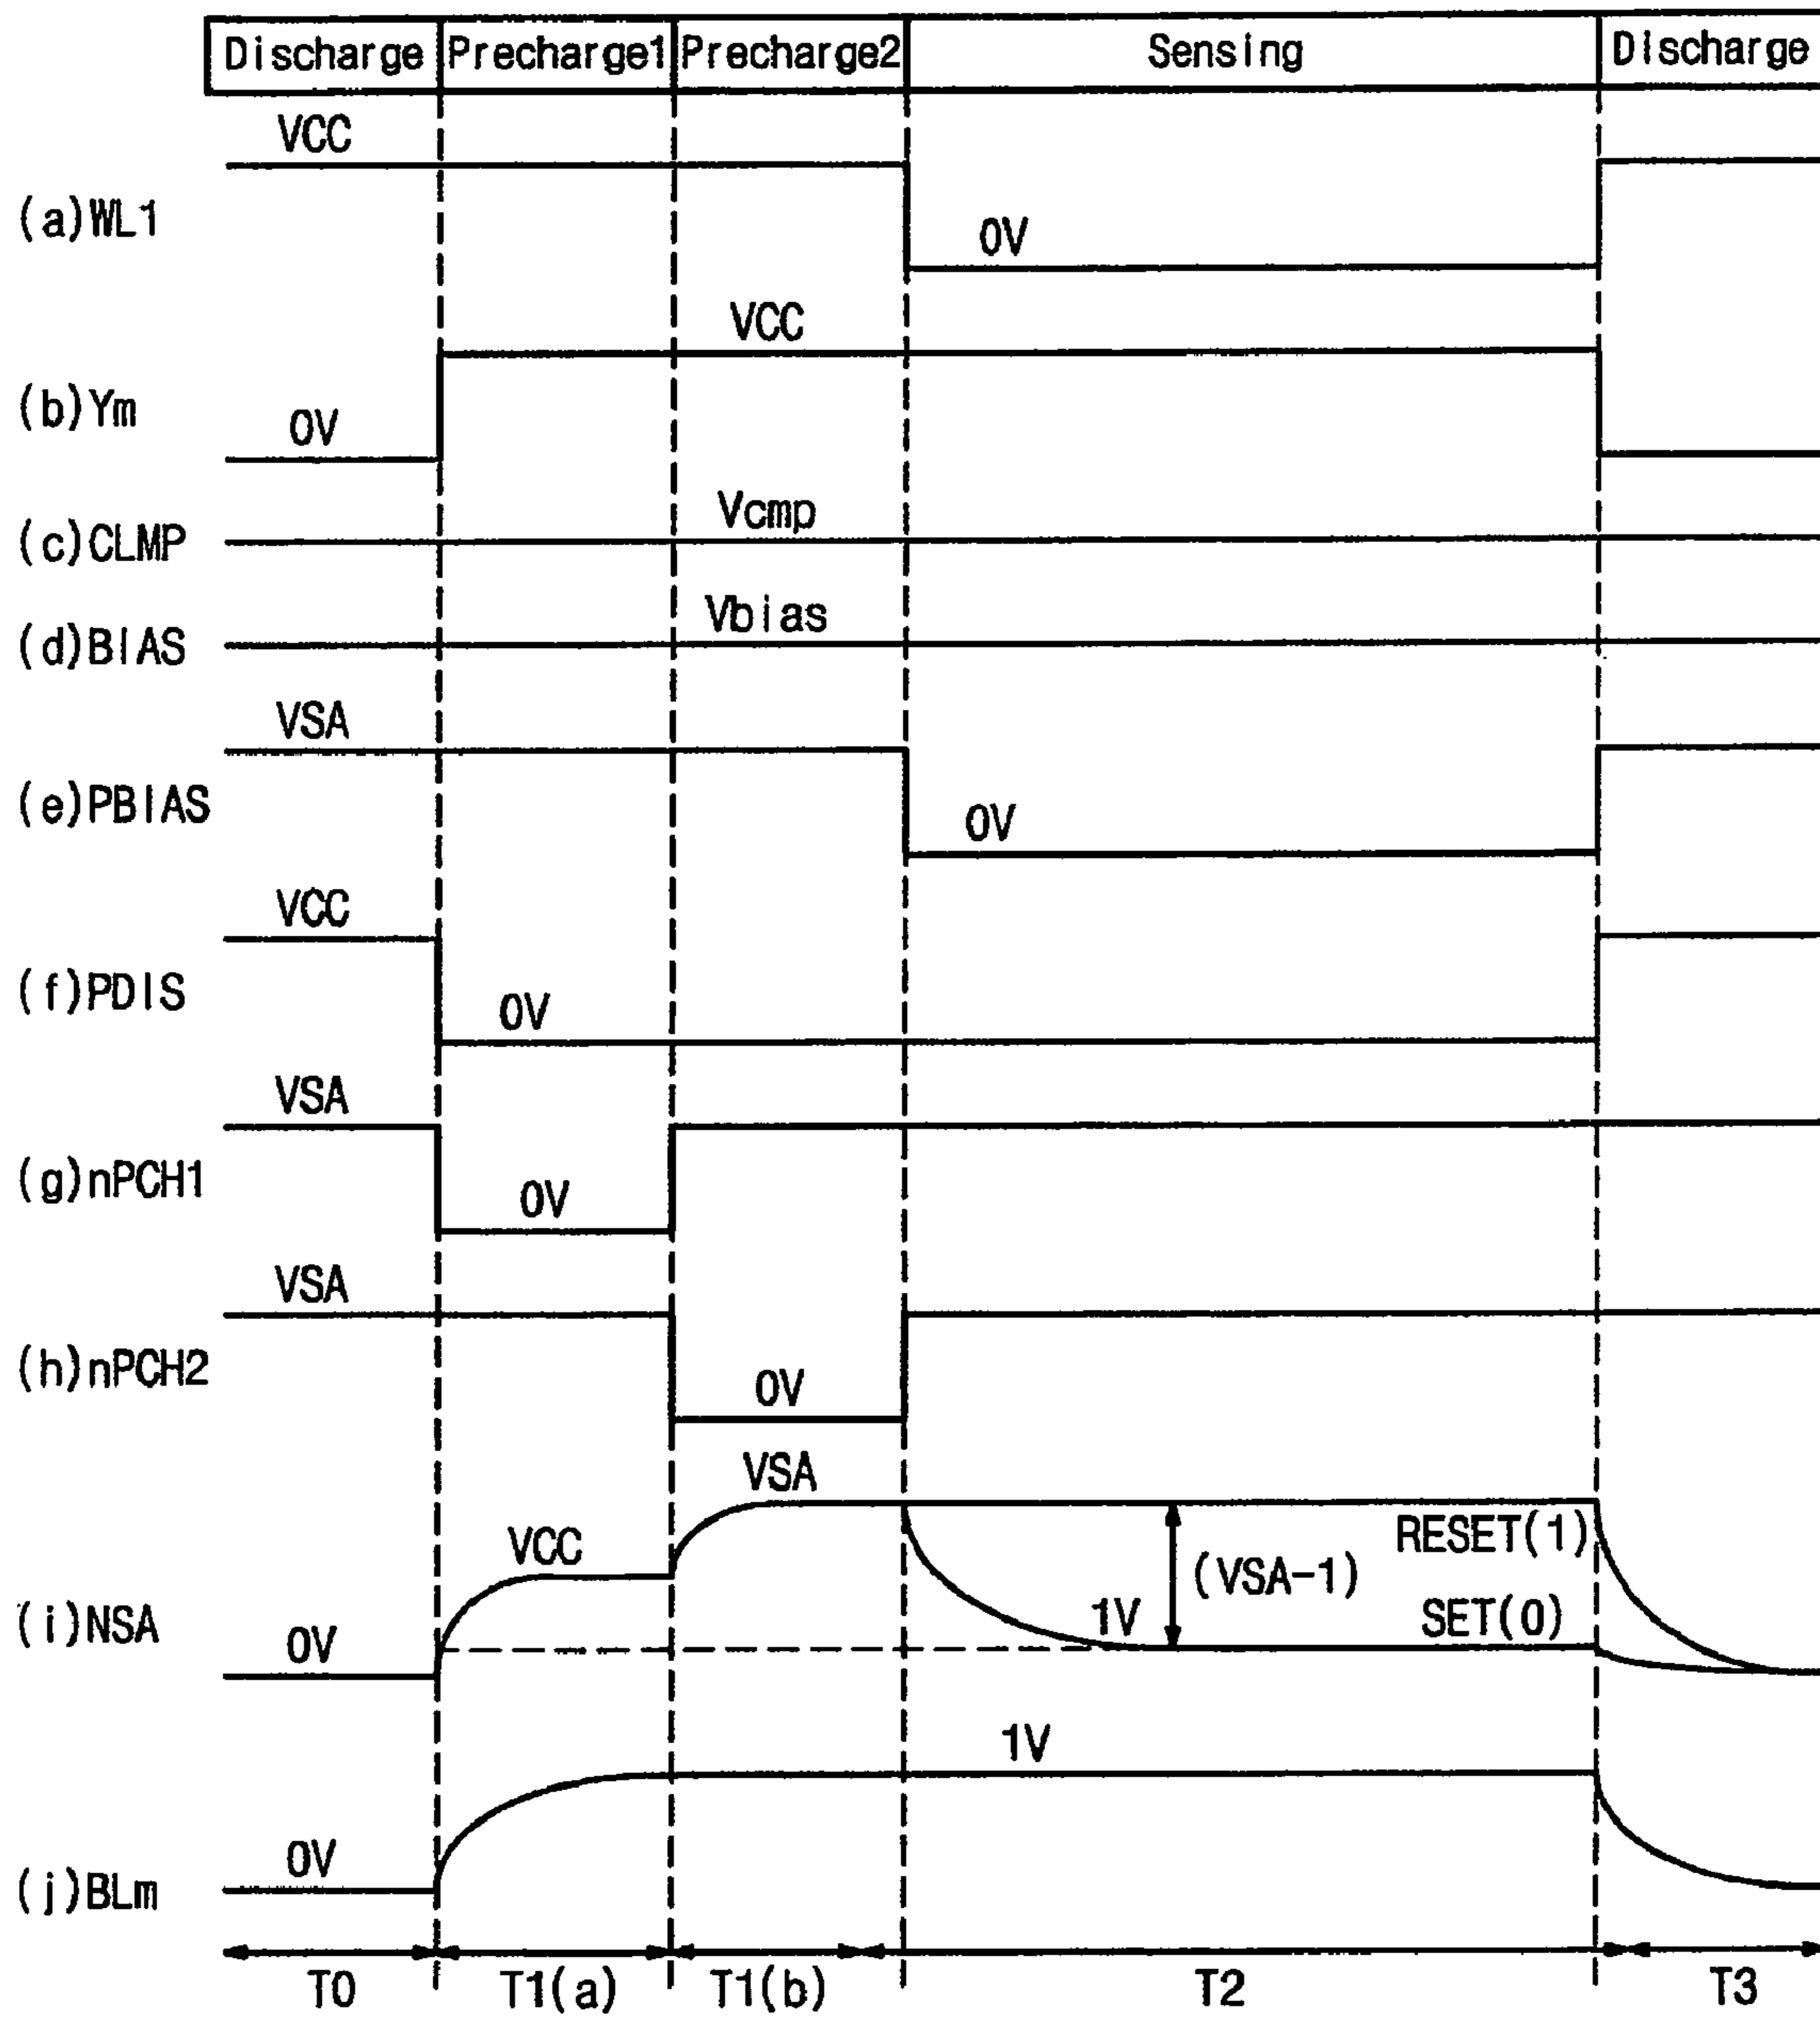 Discharge Precharge1 Precharge2 Sensing Discharge
VCC
(a)WL1
0V
VCC
(b)Ym
0V
Vcmp
(c)CLMP
Vbias
(d)BIAS
VSA
(e)PBIAS
0V
VCC
(f)PDIS
0V
VSA
(g)nPCH1
0V
VSA
(h)nPCH2
0V
VSA
VCC
RESET(1)
(VSA-1)
(i)NSA
0V
1V
SET(0)
1V
(j)BLm
0V
T0 T1(a) T1(b) T2 T3